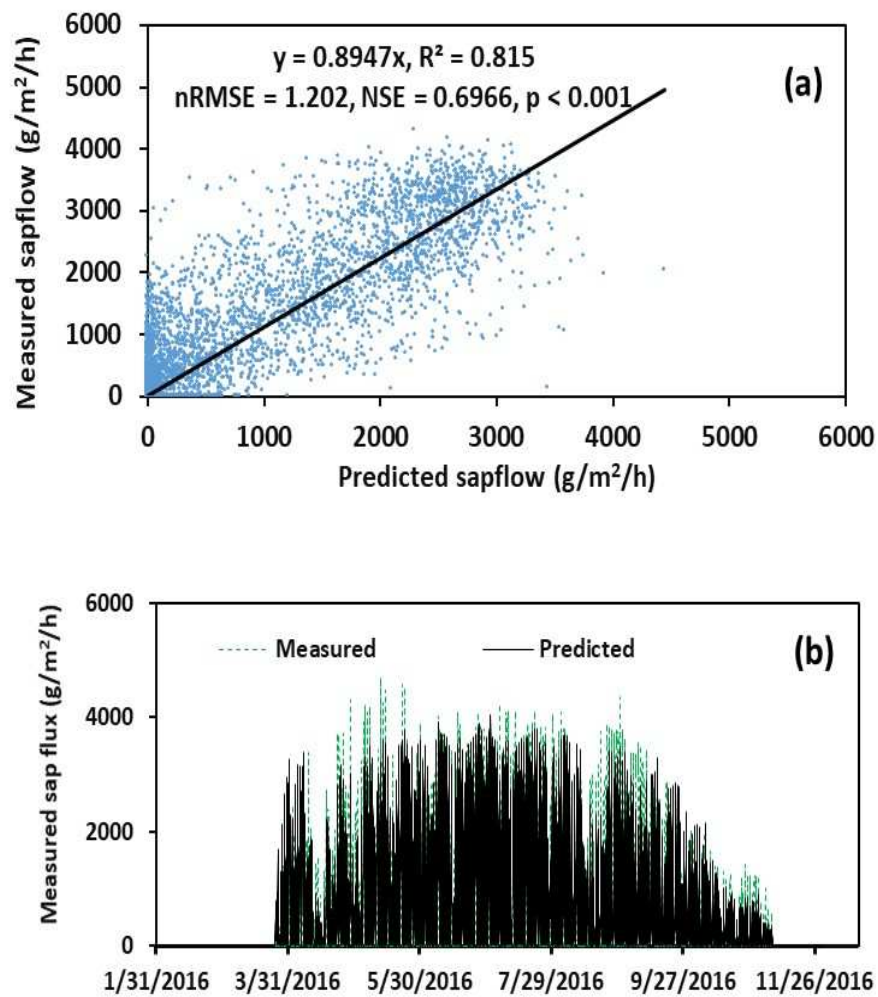 6000
5000
4000
3000
2000
1000
0
Measured sapflow (g/m²/h)
y = 0.8947x, R² = 0.815
nRMSE = 1.202, NSE = 0.6966, p < 0.001
(a)
0 1000 2000 3000 4000 5000 6000
Predicted sapflow (g/m²/h)
6000
4000
2000
0
Measured sap flux (g/m²/h)
Measured Predicted
(b)
1/31/2016 3/31/2016 5/30/2016 7/29/2016 9/27/2016 11/26/2016